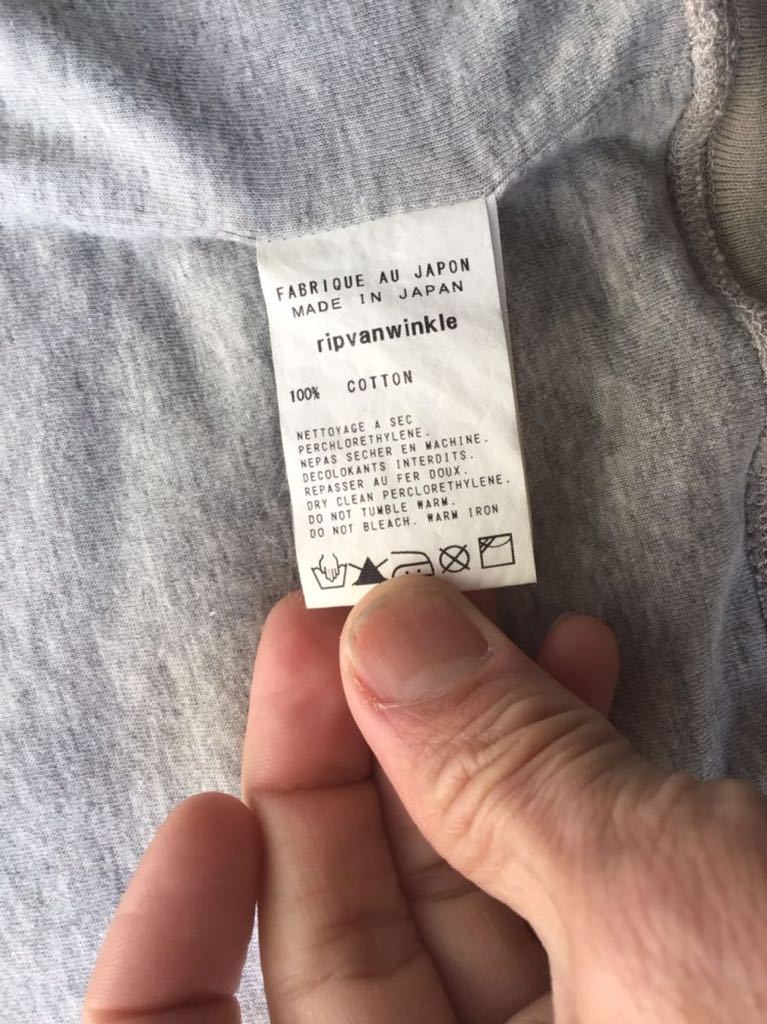 FABRIQUE AU JAPON
MADE IN JAPAN
ripvanwinkle
100% COTTON
NETTOYAGE A SEC
PERCHLORETHYLENE.
NEPAS SECHER EN MACHINE.
DECOLOKANTS INTERDITS.
REPASSER AU FER DOUX.
DRY CLEAN PERCLORETHYLENE.
DO NOT TUMBLE WARM.
DO NOT BLEACH. WARM IRON